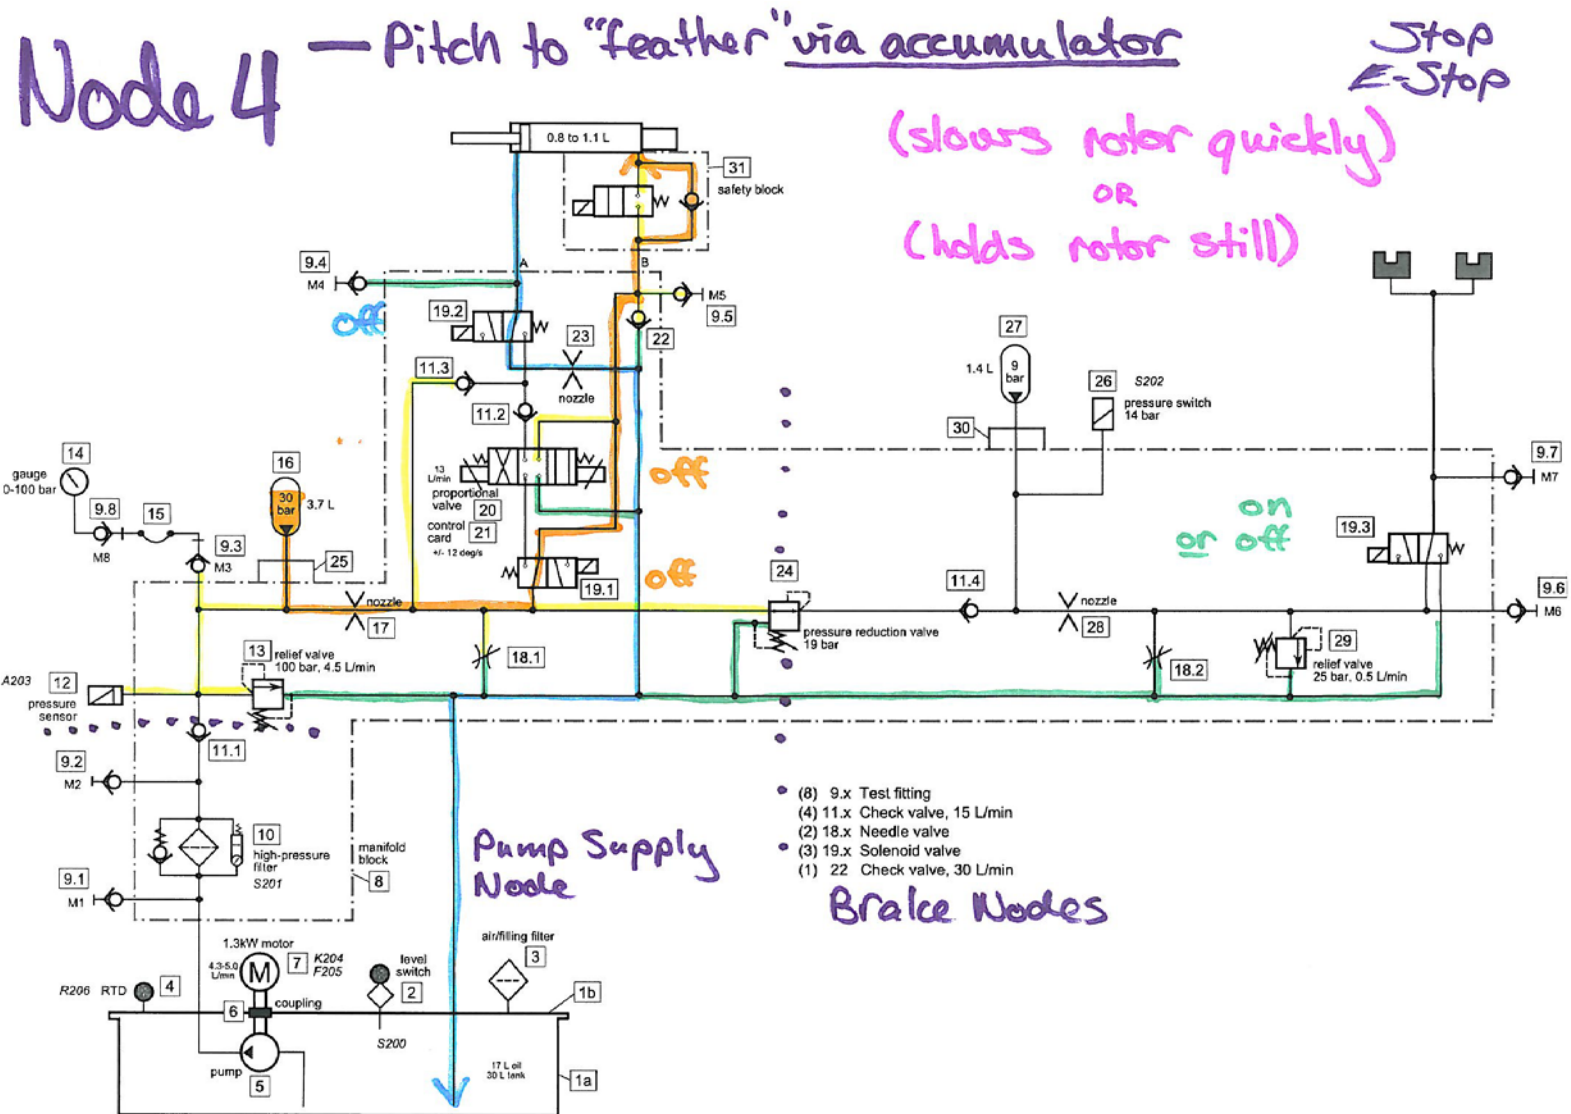 Node 4 — Pitch to "feather" via accumulator
Stop
E-Stop
(slows rotor quickly)
OR
(holds rotor still)
0.8 to 1.1 L
31
safety block
9.4
M4
A
B
M5
9.5
off
19.2
23
nozzle
22
11.3
11.2
27
1.4 L
9
bar
26
S202
pressure switch
14 bar
30
14
gauge
0-100 bar
9.8
M8
15
9.3
M3
16
30
bar
3.7 L
25
13
L/min
proportional
valve
20
control
card
21
+/- 12 deg/s
off
off
19.1
nozzle
17
9.7
M7
on
or off
19.3
24
pressure reduction valve
19 bar
11.4
nozzle
28
9.6
M6
18.1
18.2
29
relief valve
25 bar, 0.5 L/min
A203
12
pressure
sensor
13
relief valve
100 bar, 4.5 L/min
11.1
9.2
M2
10
high-pressure
filter
S201
manifold
block
8
9.1
M1
Pump Supply
Node
(8) 9.x Test fitting
(4) 11.x Check valve, 15 L/min
(2) 18.x Needle valve
(3) 19.x Solenoid valve
(1) 22 Check valve, 30 L/min
Brake Nodes
1.3kW motor
4.3-5.0
L/min
M
7
K204
F205
level
switch
2
S200
air/filling filter
3
R206 RTD
4
6
coupling
1b
pump
5
17 L oil
30 L tank
1a